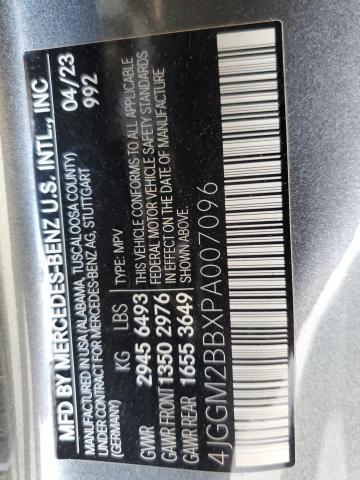 MFD BY MERCEDES-BENZ U.S. INTL., INC
MANUFACTURED IN USA (ALABAMA, TUSCALOOSA COUNTY)
UNDER CONTRACT FOR MERCEDES-BENZ AG, STUTTGART
(GERMANY)
04/23
992
KG LBS TYPE: MPV
GVWR 2945 6493 THIS VEHICLE CONFORMS TO ALL APPLICABLE
GAWR FRONT 1350 2976 FEDERAL MOTOR VEHICLE SAFETY STANDARDS
GAWR REAR 1655 3649 IN EFFECT ON THE DATE OF MANUFACTURE
SHOWN ABOVE.
4JGGM2BBXPA007096